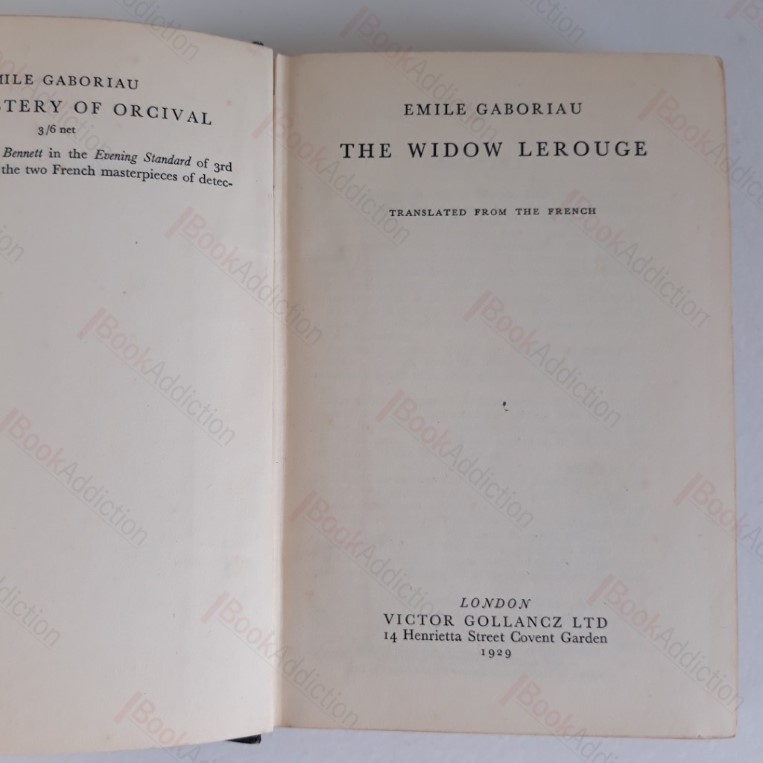 MILE GABORIAU
STERY OF ORCIVAL
3/6 net
Bennett in the Evening Standard of 3rd
the two French masterpieces of detec-
EMILE GABORIAU
THE WIDOW LEROUGE
TRANSLATED FROM THE FRENCH
LONDON
VICTOR GOLLANCZ LTD
14 Henrietta Street Covent Garden
1929
BookAddiction